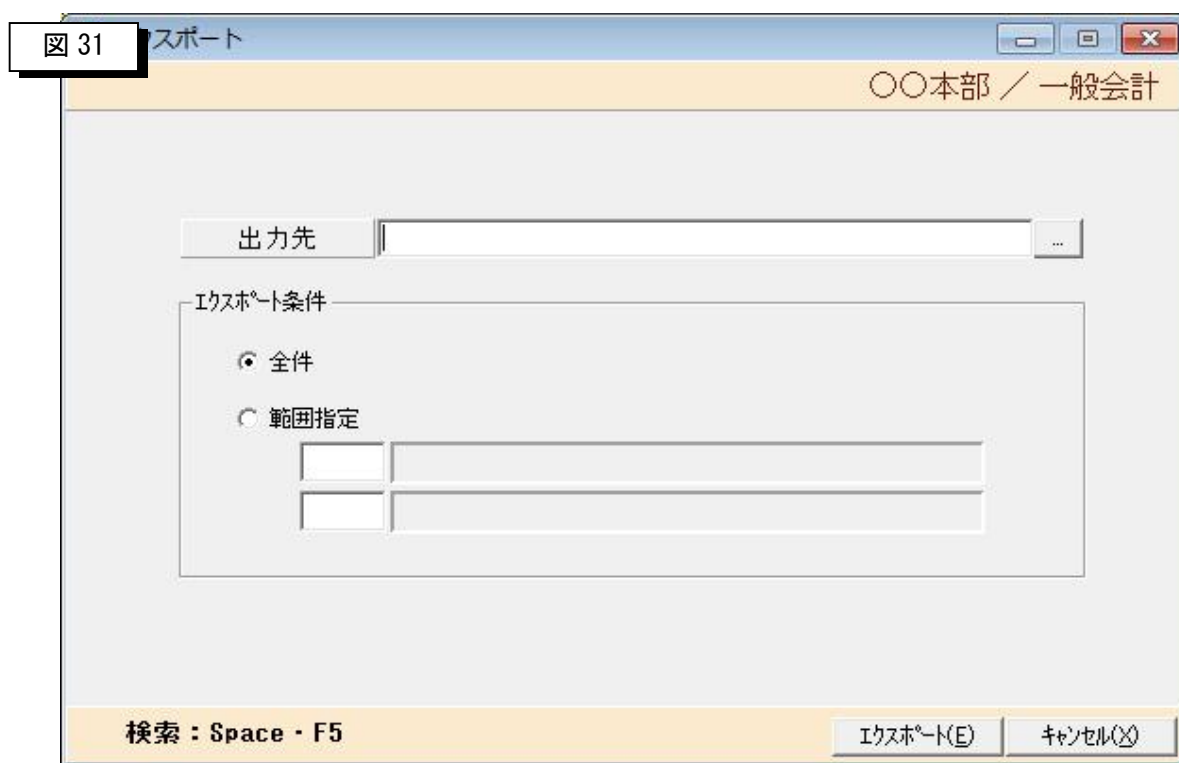 図 31
クスポート
〇〇本部 ／ 一般会計
出力先
...
ｴｸｽﾎﾟｰﾄ条件
全件
範囲指定
検索：Space・F5
ｴｸｽﾎﾟｰﾄ(E)
ｷｬﾝｾﾙ(X)